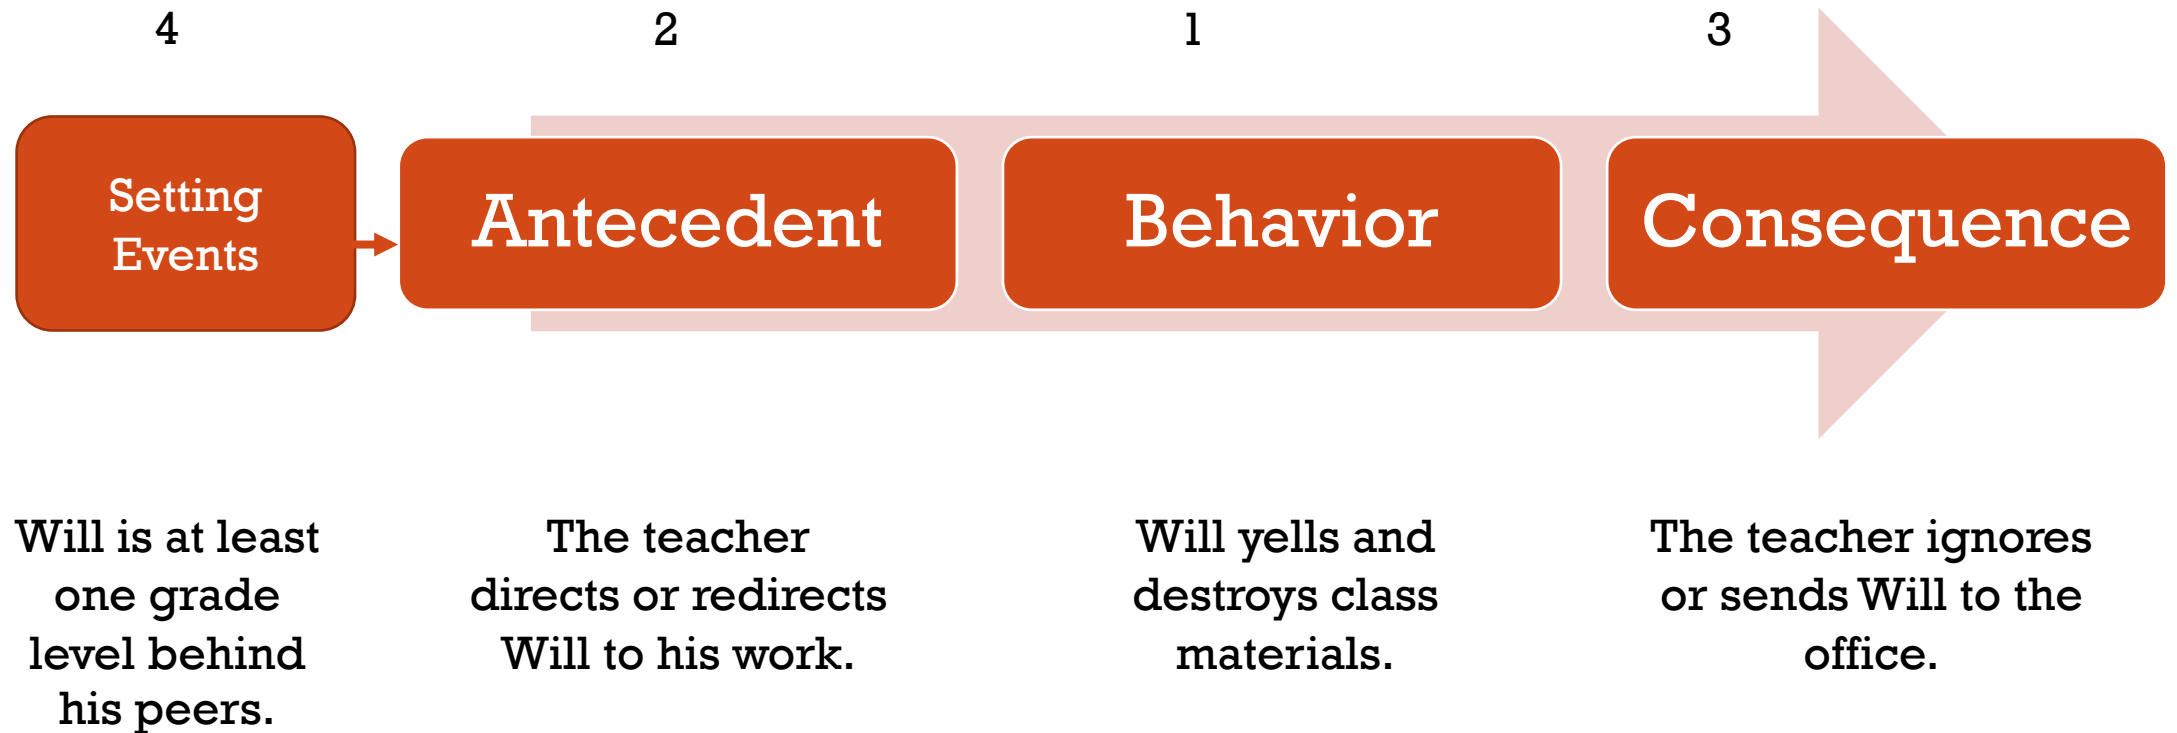 4 2 1 3
Setting
Events
Antecedent
Behavior
Consequence
Will is at least
one grade
level behind
his peers.
The teacher
directs or redirects
Will to his work.
Will yells and
destroys class
materials.
The teacher ignores
or sends Will to the
office.